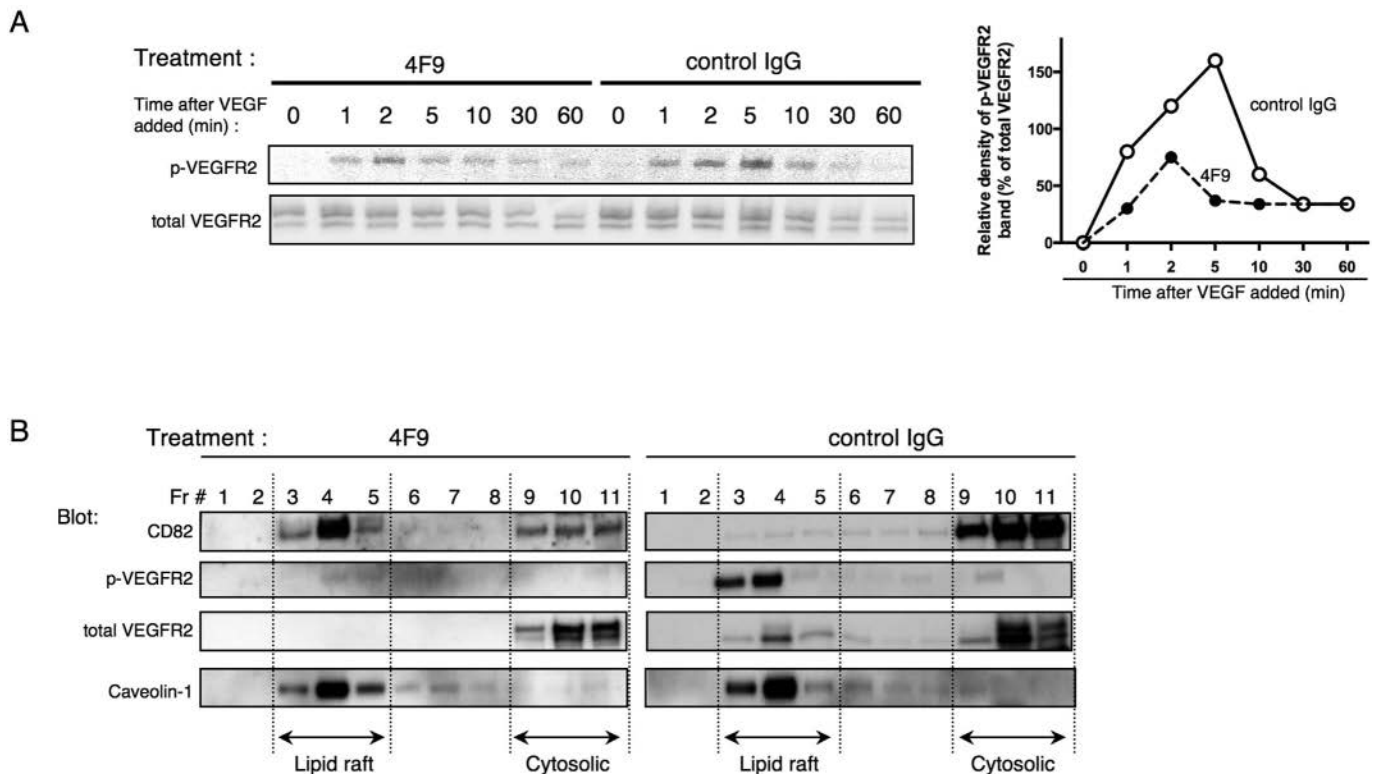 A
Treatment :
4F9
control IgG
Time after VEGF
added (min) :
0 1 2 5 10 30 60 0 1 2 5 10 30 60
p-VEGFR2
total VEGFR2
Relative density of p-VEGFR2
band (% of total VEGFR2)
150
100
50
0
control IgG
4F9
0 1 2 5 10 30 60
Time after VEGF added (min)
B
Treatment : 4F9 control IgG
Fr # 1 2 3 4 5 6 7 8 9 10 11 1 2 3 4 5 6 7 8 9 10 11
Blot:
CD82
p-VEGFR2
total VEGFR2
Caveolin-1
Lipid raft Cytosolic Lipid raft Cytosolic